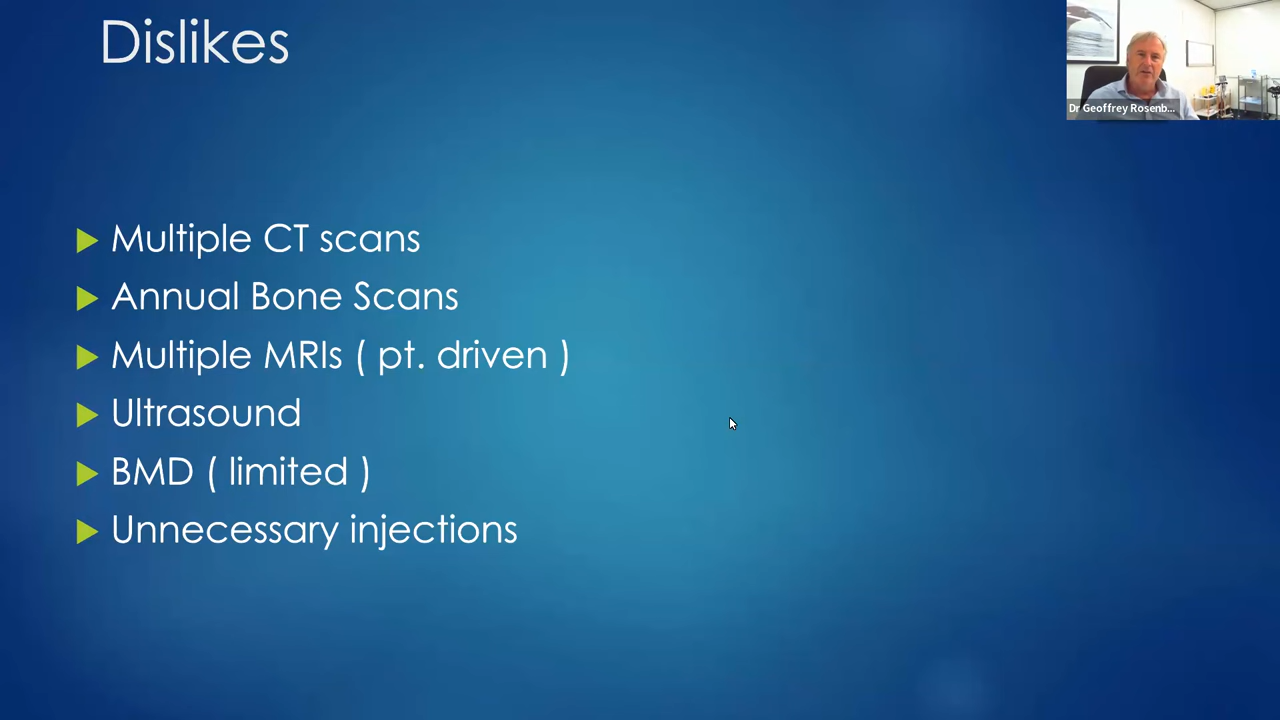 Dislikes
Dr Geoffrey Rosenb...
Multiple CT scans
Annual Bone Scans
Multiple MRIs ( pt. driven )
Ultrasound
BMD ( limited )
Unnecessary injections